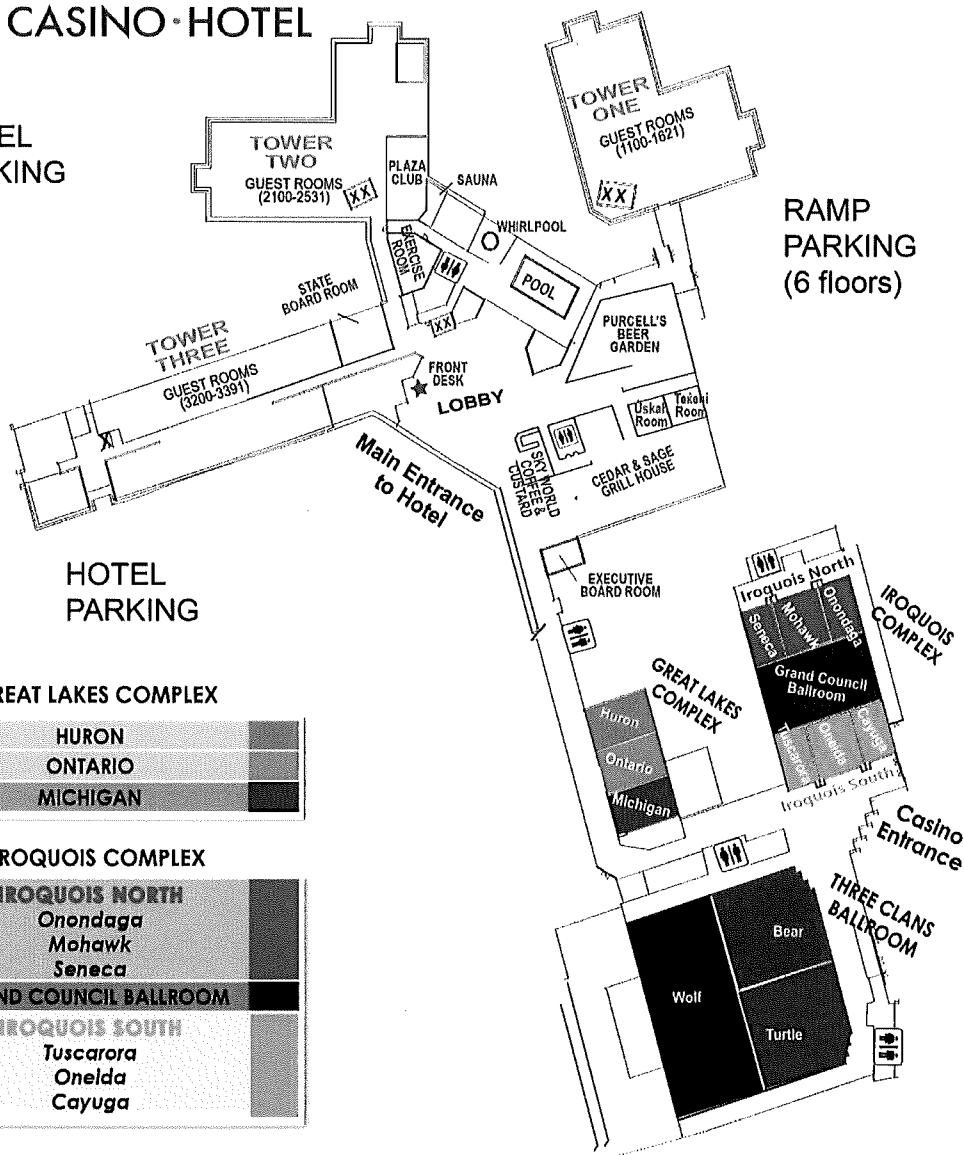 CASINO·HOTEL
EL
KING
TOWER
TWO
GUEST ROOMS
(2100-2531)
XX
PLAZA
CLUB
SAUNA
WHIRLPOOL
EXERCISE
ROOM
POOL
TOWER
ONE
GUEST ROOMS
(1100-1621)
XX
RAMP
PARKING
(6 floors)
STATE
BOARD ROOM
XX
TOWER
THREE
GUEST ROOMS
(3200-3391)
X
FRONT
DESK
LOBBY
PURCELL'S
BEER
GARDEN
Uskah
Room
Room
SKY WORLD
COFFEE &
CUSTARD
CEDAR & SAGE
GRILL HOUSE
Main Entrance
to Hotel
HOTEL
PARKING
EXECUTIVE
BOARD ROOM
Iroquois North
Seneca
Mohawk
Onondaga
IROQUOIS
COMPLEX
Grand Council
Ballroom
Tuscarora
Oneida
Cayuga
Iroquois South
GREAT LAKES
COMPLEX
Huron
Ontario
Michigan
Casino
Entrance
THREE CLANS
BALLROOM
Wolf
Bear
Turtle
REAT LAKES COMPLEX
HURON
ONTARIO
MICHIGAN
ROQUOIS COMPLEX
IROQUOIS NORTH
Onondaga
Mohawk
Seneca
ND COUNCIL BALLROOM
IROQUOIS SOUTH
Tuscarora
Oneida
Cayuga